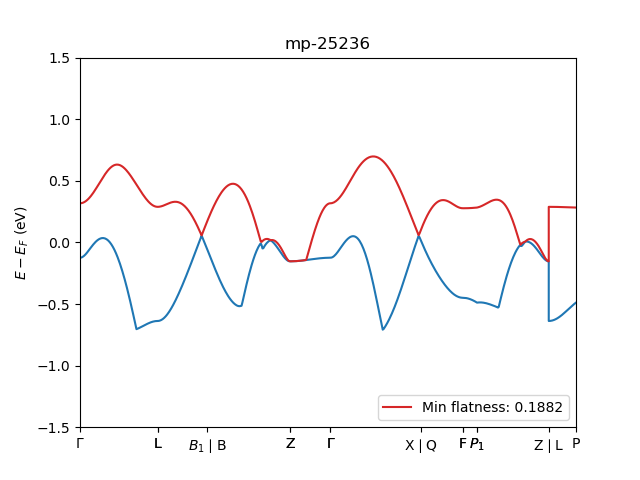 mp-25236
E − E_F (eV)
1.5
1.0
0.5
0.0
−0.5
−1.0
−1.5
Min flatness: 0.1882
Γ L B₁ | B Z Γ X | Q F P₁ Z | L P